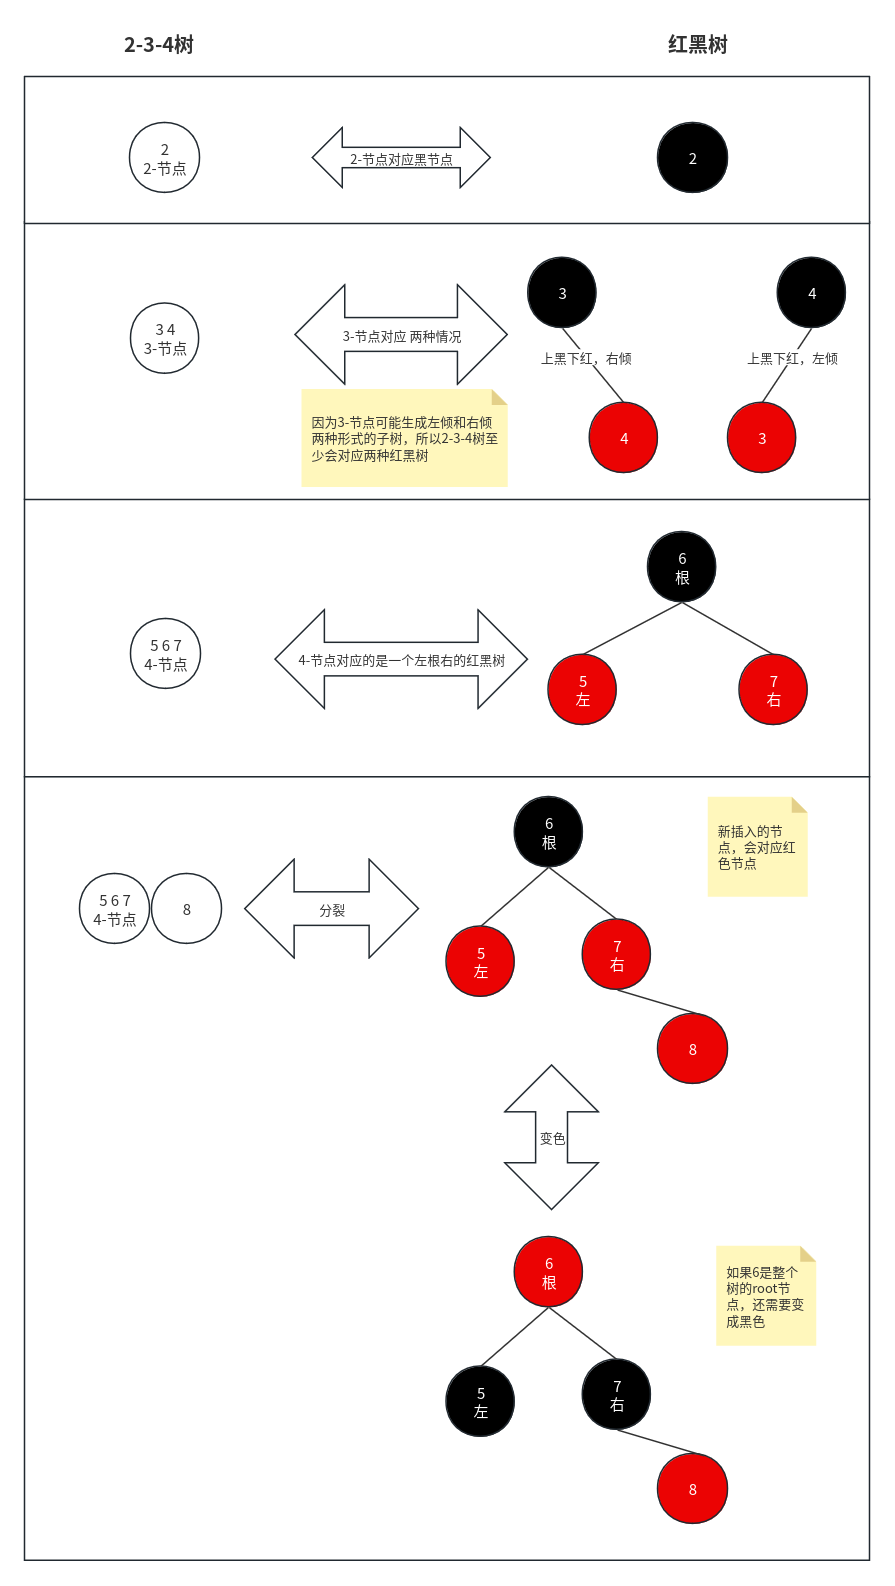 2-3-4树
红黑树
2
2-节点
2-节点对应黑节点
2
3 4
3-节点
3-节点对应 两种情况
因为3-节点可能生成左倾和右倾
两种形式的子树，所以2-3-4树至
少会对应两种红黑树
3
上黑下红，右倾
4
4
上黑下红，左倾
3
5 6 7
4-节点
4-节点对应的是一个左根右的红黑树
6
根
5
左
7
右
5 6 7
4-节点
8
分裂
6
根
5
左
7
右
8
新插入的节
点，会对应红
色节点
变色
6
根
5
左
7
右
8
如果6是整个
树的root节
点，还需要变
成黑色